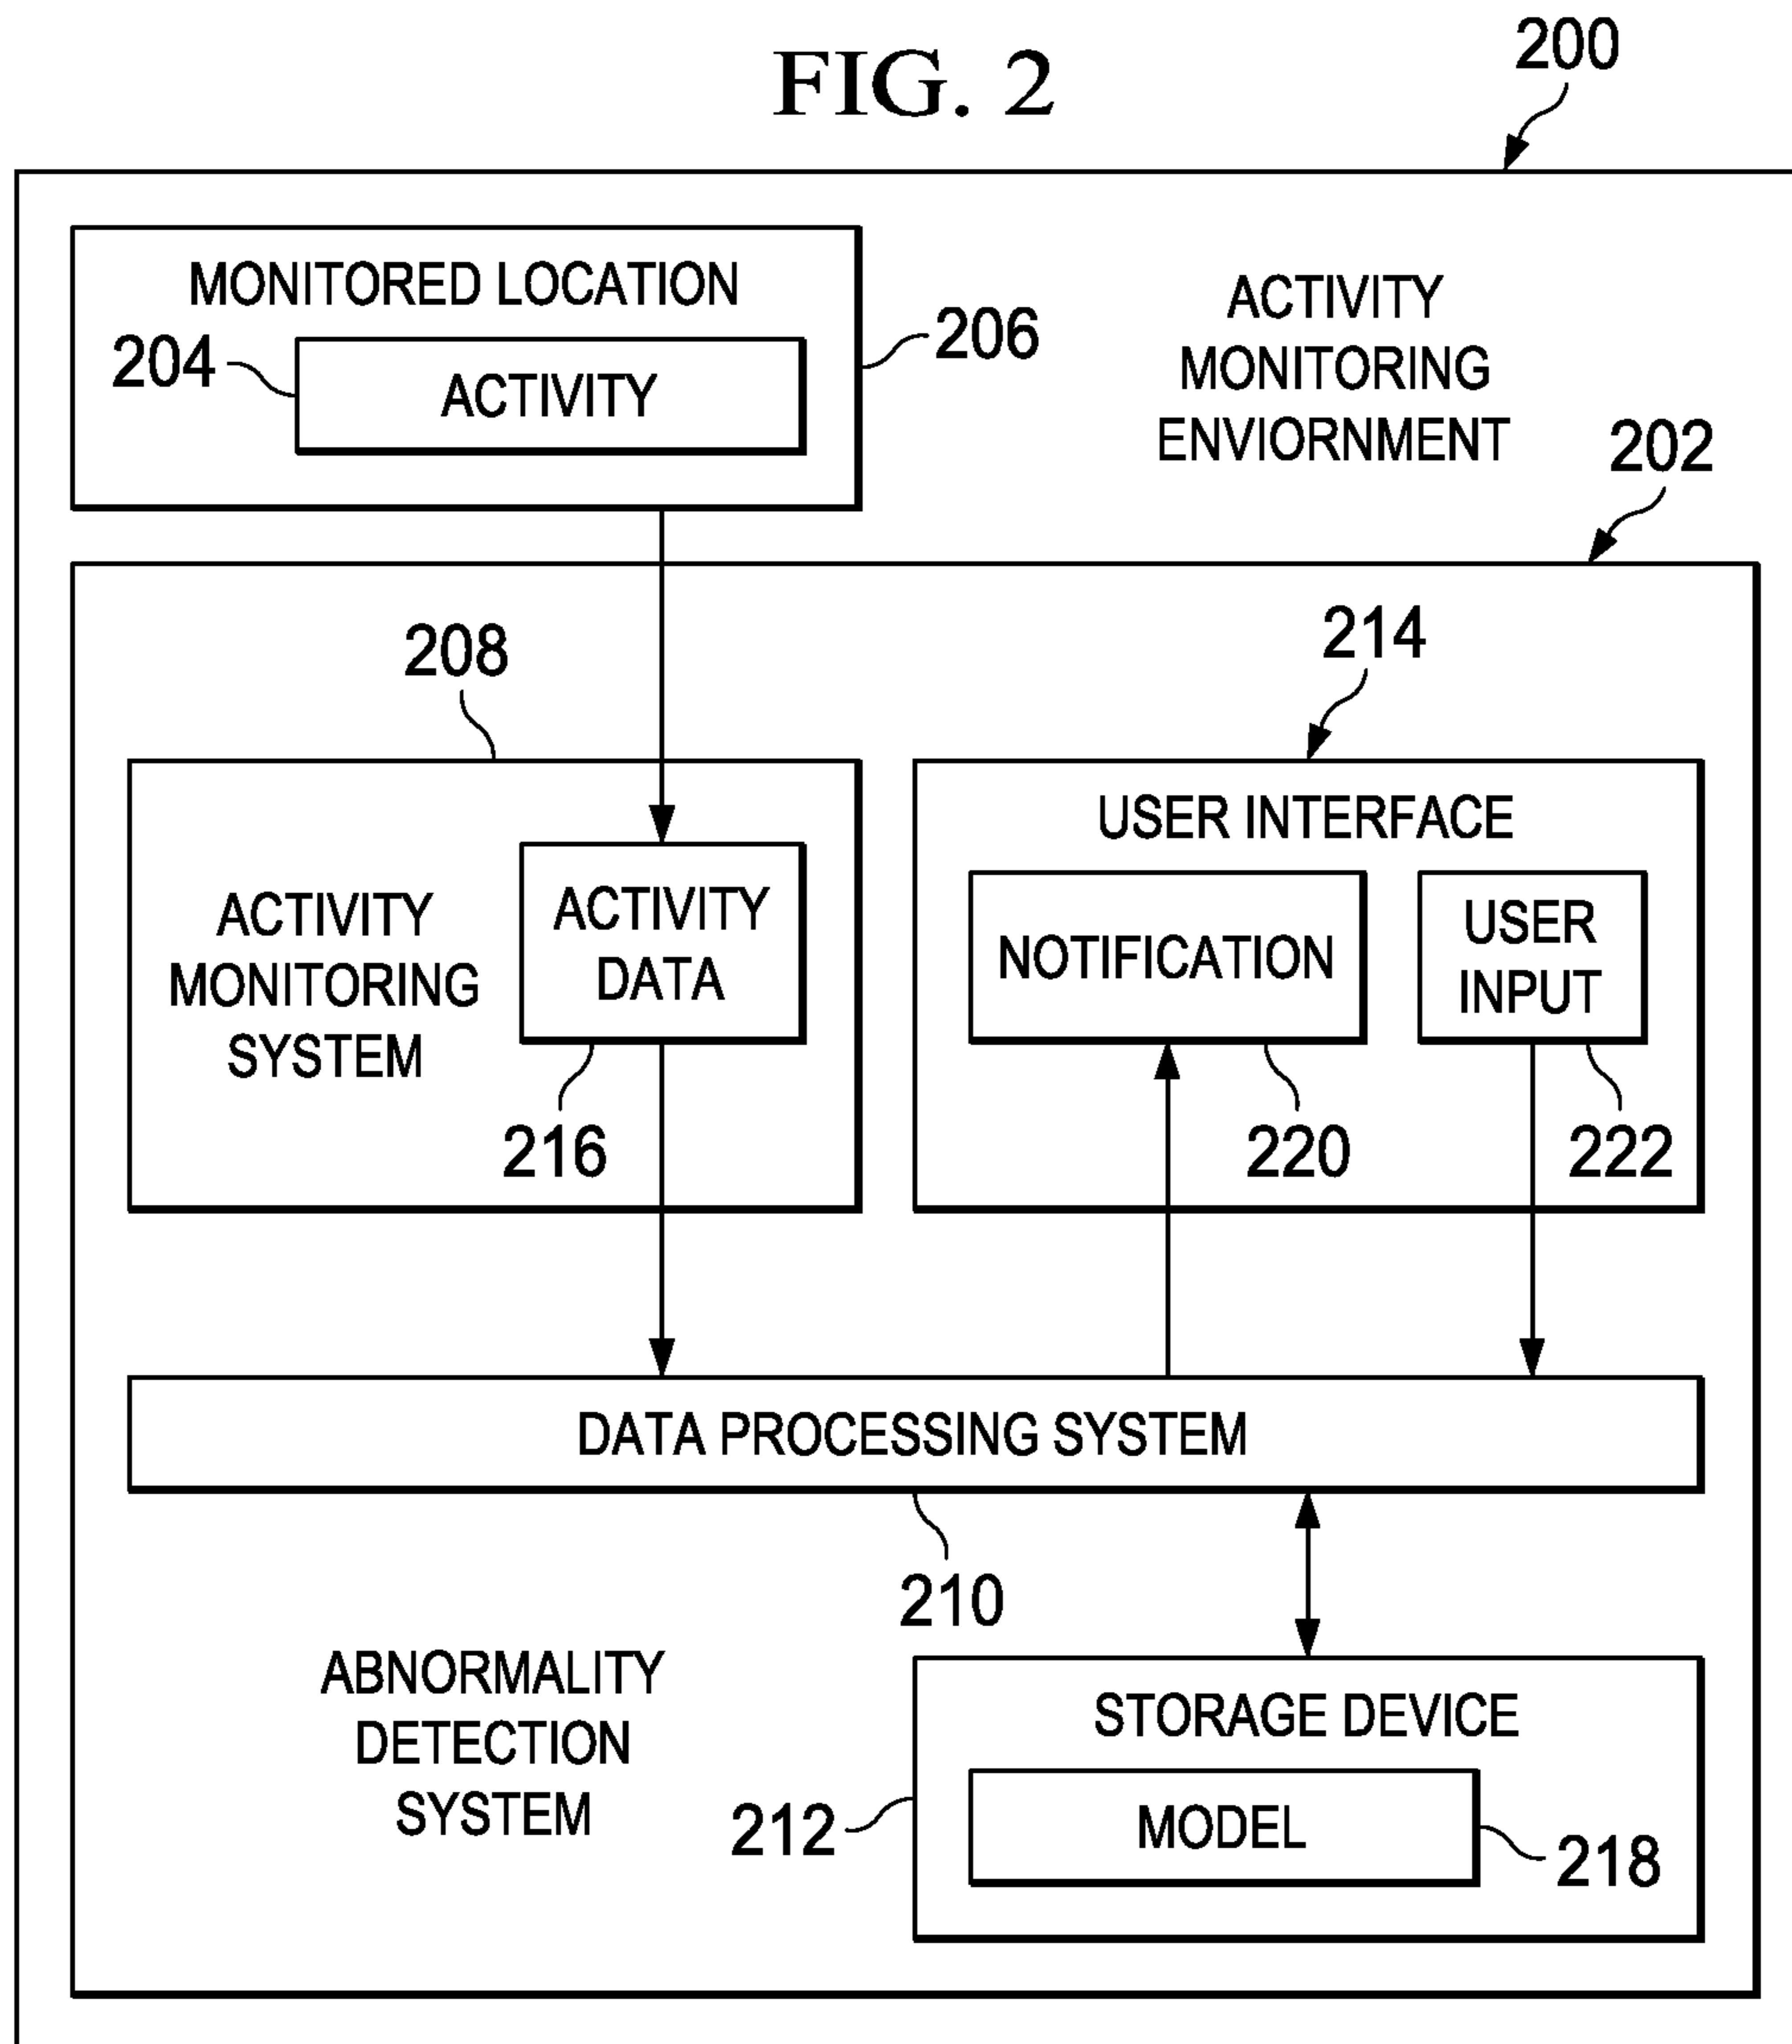 FIG. 2
200
MONITORED LOCATION
204
ACTIVITY
206
ACTIVITY
MONITORING
ENVIORNMENT
202
208
ACTIVITY
MONITORING
SYSTEM
ACTIVITY
DATA
216
214
USER INTERFACE
NOTIFICATION
220
USER
INPUT
222
DATA PROCESSING SYSTEM
210
ABNORMALITY
DETECTION
SYSTEM
STORAGE DEVICE
212
MODEL
218